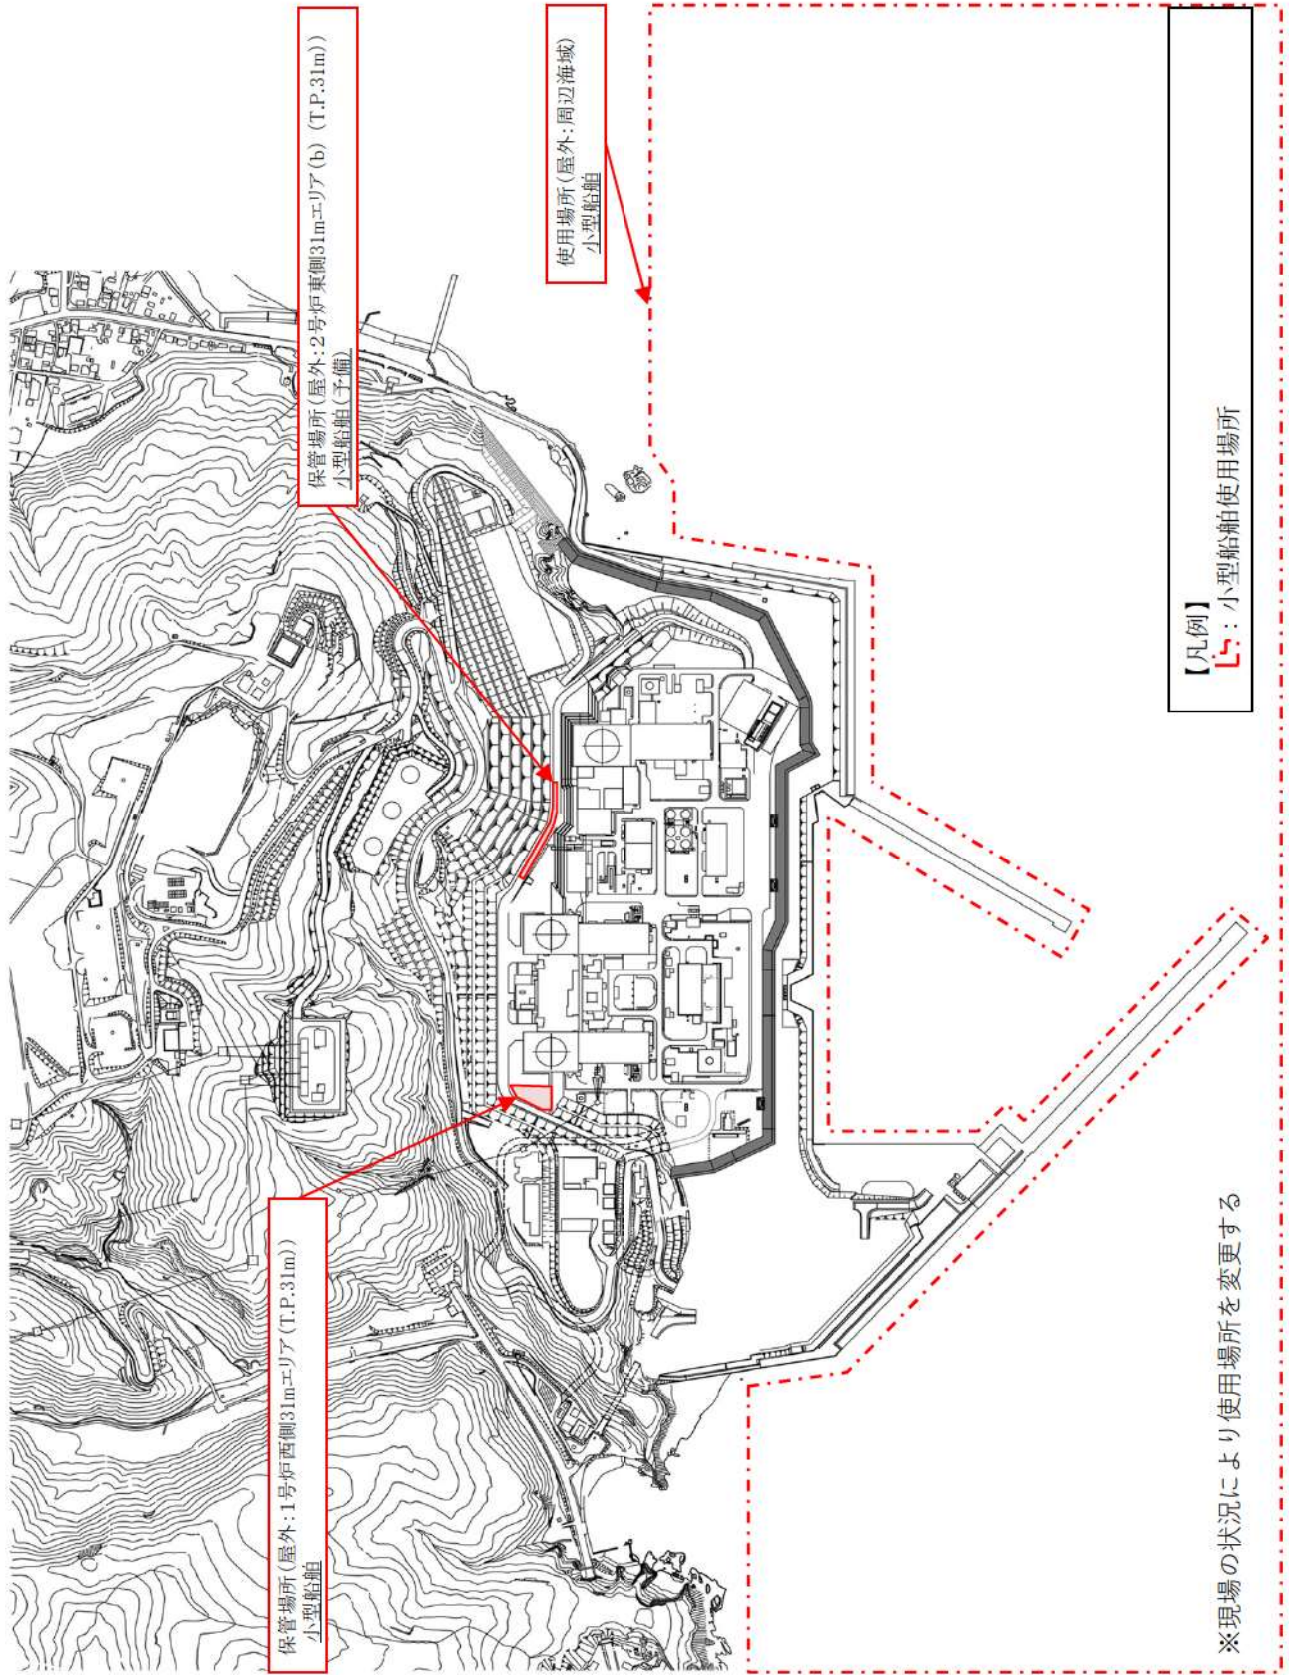 保管場所(屋外:1号炉西側31mエリア(T.P.31m))
小型船舶
保管場所(屋外:2号炉東側31mエリア(b) (T.P.31m))
小型船舶(予備)
使用場所(屋外:周辺海域)
小型船舶
【凡例】
:小型船舶使用場所
※現場の状況により使用場所を変更する